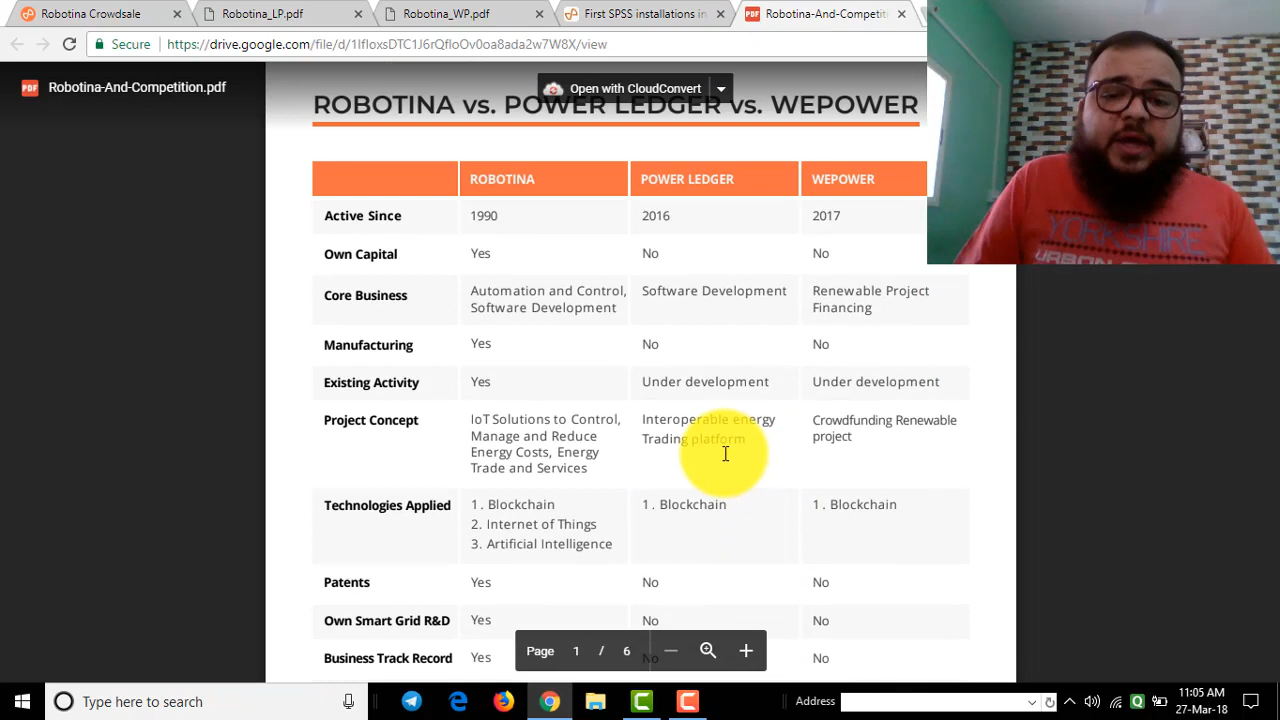 Robotina Crowdsale
Robotina_LP.pdf
Robotina_WP.pdf
First SPSS installations in
Robotina-And-Competiti
Secure
https://drive.google.com/file/d/1IfloxsDTC1J6rQfloOv0oa8ada2w7W8X/view
PDF Robotina-And-Competition.pdf
Open with CloudConvert
ROBOTINA vs. POWER LEDGER vs. WEPOWER
ROBOTINA POWER LEDGER WEPOWER
Active Since 1990 2016 2017
Own Capital Yes No No
Core Business Automation and Control, Software Development Renewable Project
Software Development Financing
Manufacturing Yes No No
Existing Activity Yes Under development Under development
Project Concept IoT Solutions to Control, Interoperable energy Crowdfunding Renewable
Manage and Reduce Trading platform project
Energy Costs, Energy
Trade and Services
Technologies Applied 1. Blockchain 1. Blockchain 1. Blockchain
2. Internet of Things
3. Artificial Intelligence
Patents Yes No No
Own Smart Grid R&D Yes No No
Business Track Record Yes No No
Page 1 / 6
YORKSHIRE
URBAN
Type here to search
Address
11:05 AM
27-Mar-18